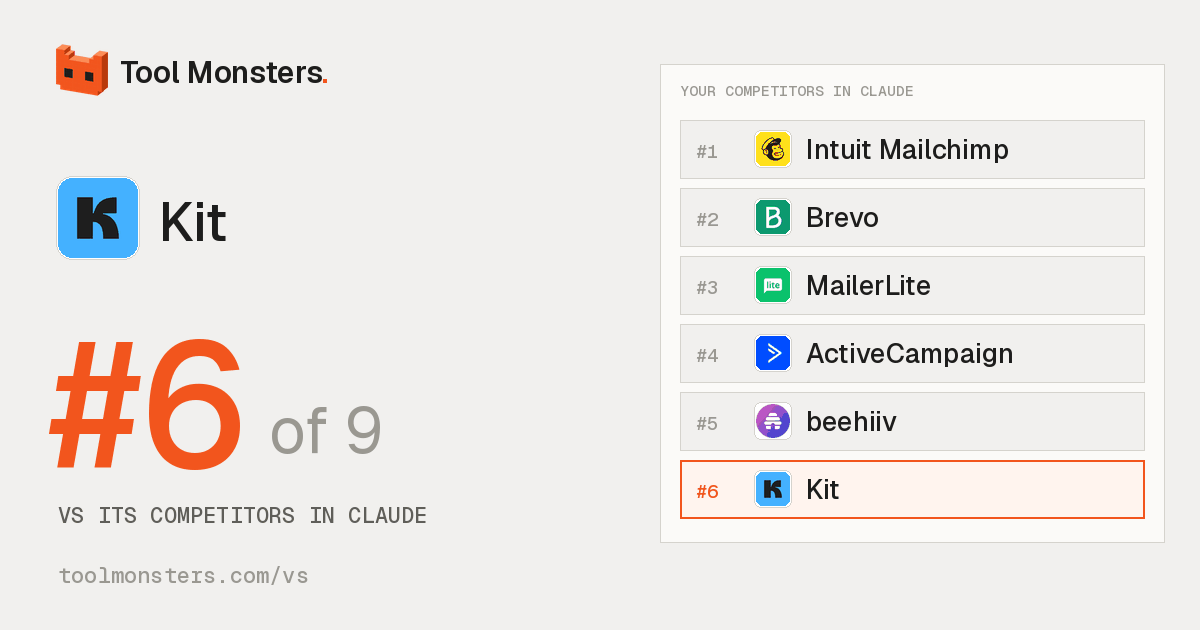 Tool Monsters.
Kit
#6 of 9
VS ITS COMPETITORS IN CLAUDE
toolmonsters.com/vs
YOUR COMPETITORS IN CLAUDE
#1 Intuit Mailchimp
#2 B Brevo
#3 lite MailerLite
#4 ActiveCampaign
#5 beehiiv
#6 K Kit